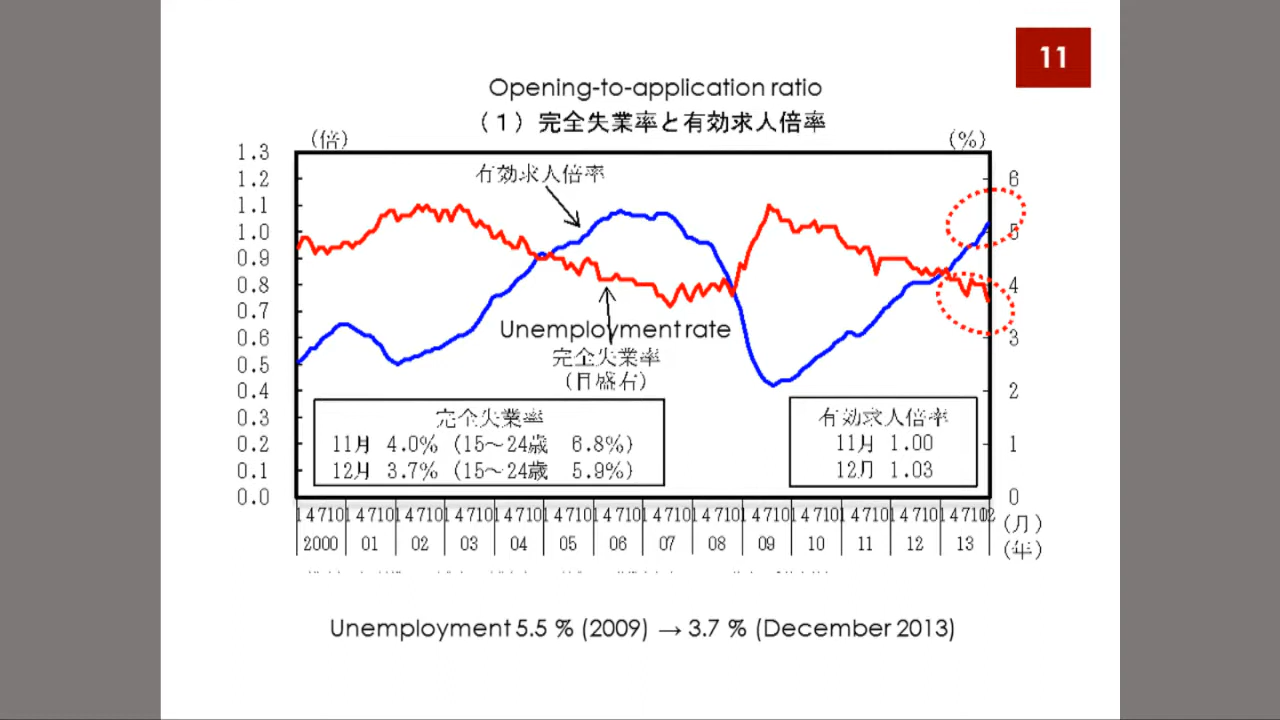 11
Opening-to-application ratio
（１）完全失業率と有効求人倍率
(倍)
(%)
1.3
1.2
1.1
1.0
0.9
0.8
0.7
0.6
0.5
0.4
0.3
0.2
0.1
0.0
6
5
4
3
2
1
0
有効求人倍率
Unemployment rate
完全失業率
(目盛右)
完全失業率
11月 4.0% (15～24歳 6.8%)
12月 3.7% (15～24歳 5.9%)
有効求人倍率
11月 1.00
12月 1.03
1 4 7 10 1 4 7 10 1 4 7 10 1 4 7 10 1 4 7 10 1 4 7 10 1 4 7 10 1 4 7 10 1 4 7 10 1 4 7 10 1 4 7 10 1 4 7 10 1 4 7 10 1 4 7 10 12 (月)
2000 01 02 03 04 05 06 07 08 09 10 11 12 13 (年)
Unemployment 5.5 % (2009) → 3.7 % (December 2013)